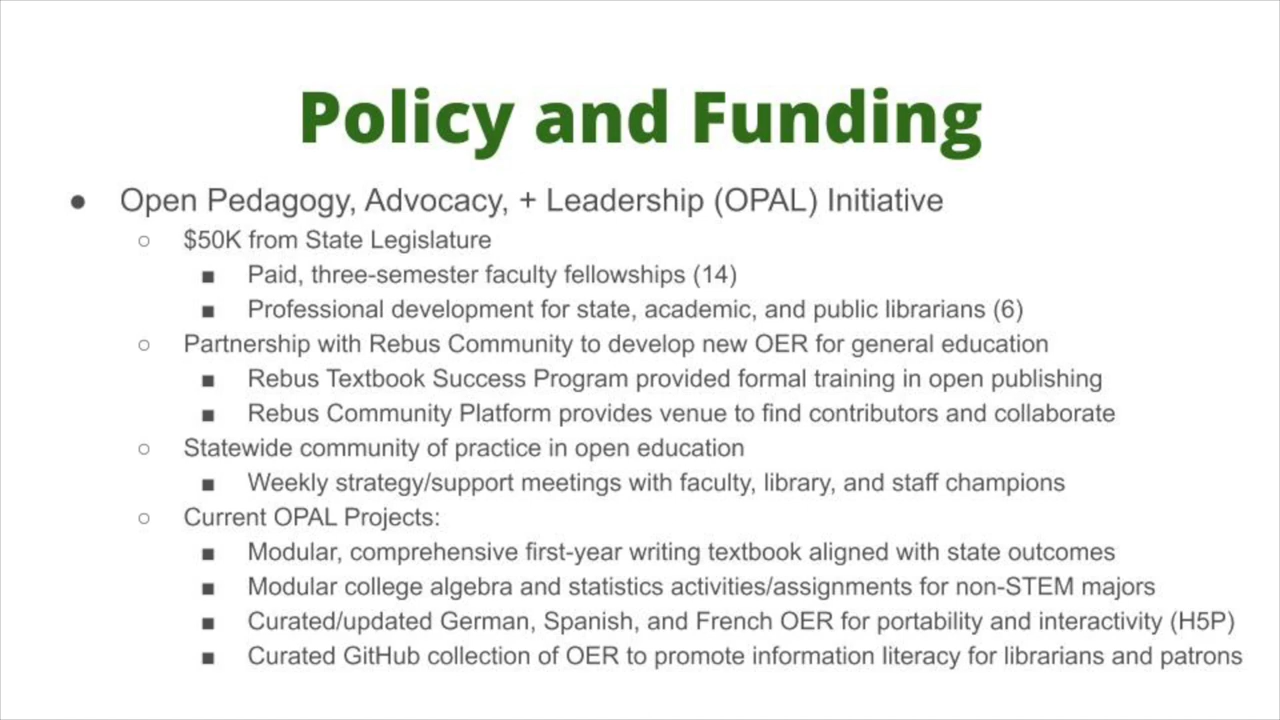 Policy and Funding
● Open Pedagogy, Advocacy, + Leadership (OPAL) Initiative
○ $50K from State Legislature
■ Paid, three-semester faculty fellowships (14)
■ Professional development for state, academic, and public librarians (6)
○ Partnership with Rebus Community to develop new OER for general education
■ Rebus Textbook Success Program provided formal training in open publishing
■ Rebus Community Platform provides venue to find contributors and collaborate
○ Statewide community of practice in open education
■ Weekly strategy/support meetings with faculty, library, and staff champions
○ Current OPAL Projects:
■ Modular, comprehensive first-year writing textbook aligned with state outcomes
■ Modular college algebra and statistics activities/assignments for non-STEM majors
■ Curated/updated German, Spanish, and French OER for portability and interactivity (H5P)
■ Curated GitHub collection of OER to promote information literacy for librarians and patrons